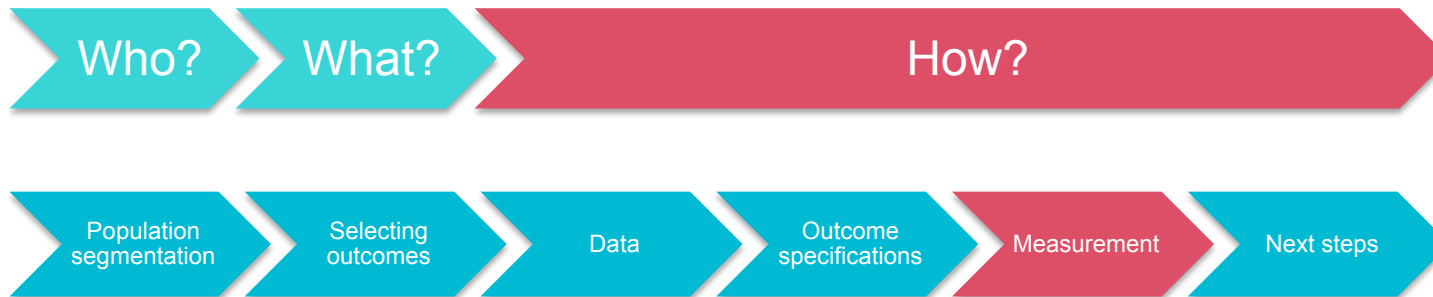 Who?
What?
How?
Population
segmentation
Selecting
outcomes
Data
Outcome
specifications
Measurement
Next steps